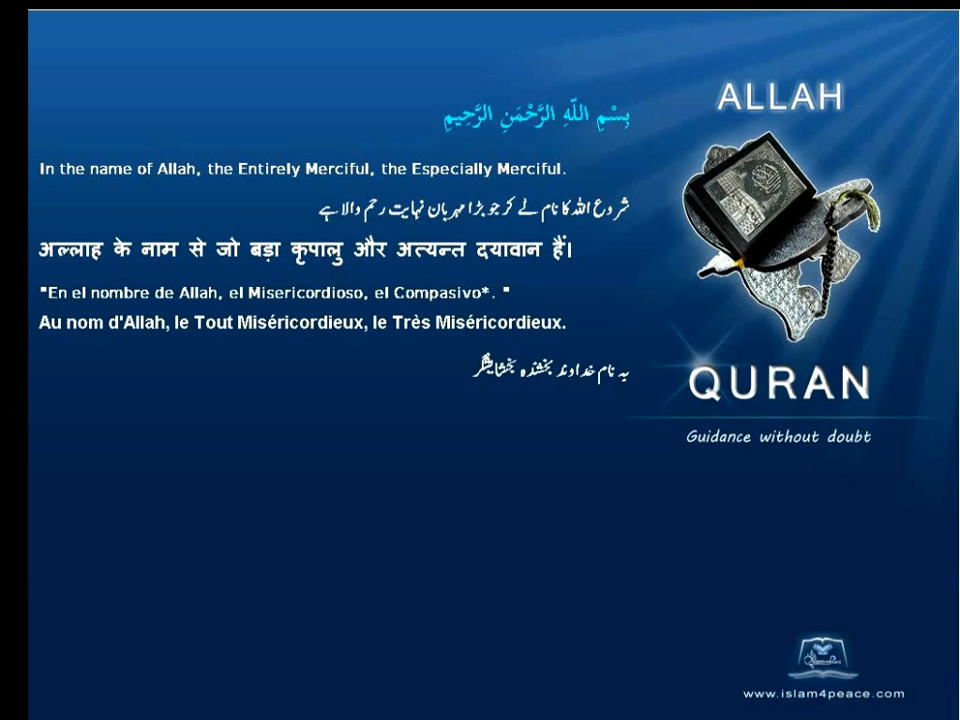 بِسْمِ اللّهِ الرَّحْمَنِ الرَّحِيمِ
In the name of Allah, the Entirely Merciful, the Especially Merciful.
شروع الله کا نام لے کر جو بڑا مہربان نہایت رحم والا ہے
अल्लाह के नाम से जो बड़ा कृपालु और अत्यन्त दयावान हैं।
"En el nombre de Allah, el Misericordioso, el Compasivo*. "
Au nom d'Allah, le Tout Miséricordieux, le Très Miséricordieux.
به نام خداوند بخشنده بخشایشگر
ALLAH
QURAN
Guidance without doubt
www.islam4peace.com